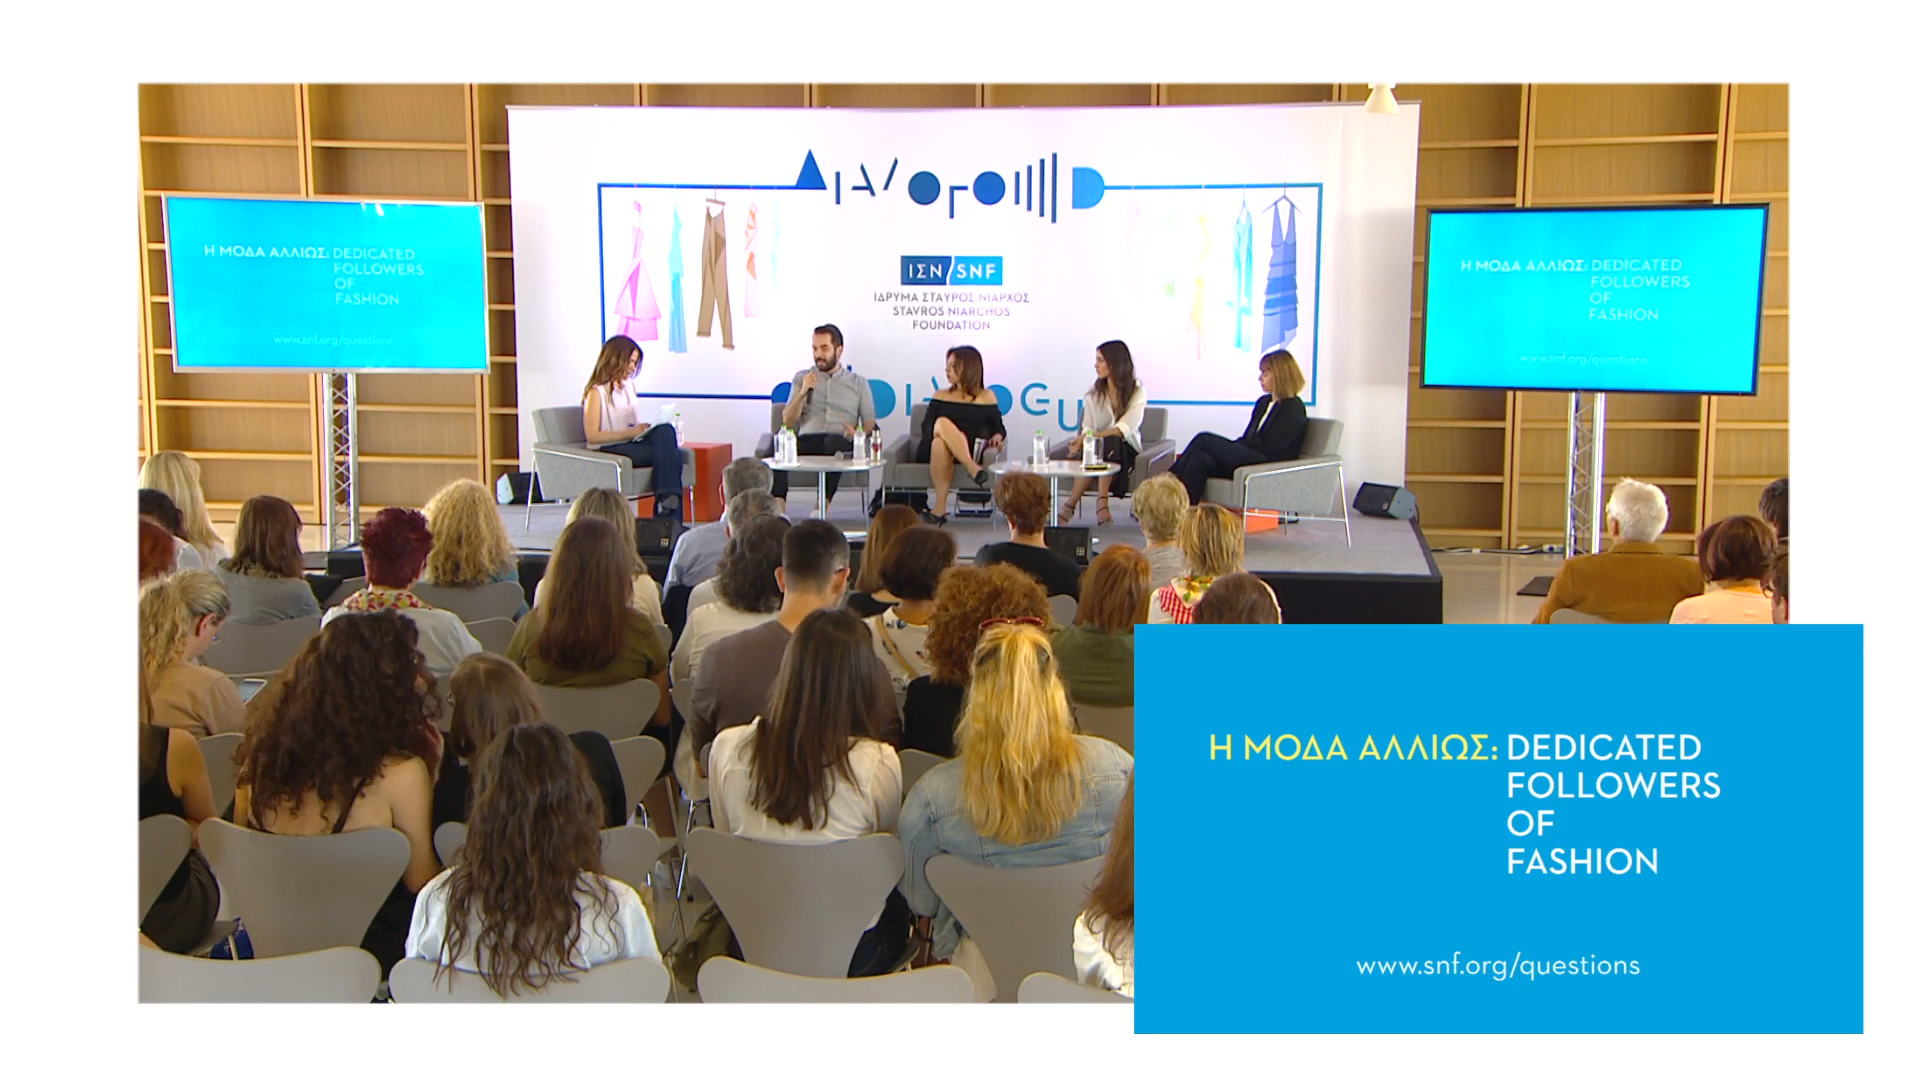 ΔΙΑΛΟΓΟΙ
ΙΣΝ/SNF
ΙΔΡΥΜΑ ΣΤΑΥΡΟΣ ΝΙΑΡΧΟΣ
STAVROS NIARCHOS
FOUNDATION
Η ΜΟΔΑ ΑΛΛΙΩΣ: DEDICATED
FOLLOWERS
OF
FASHION
www.snf.org/questions
Η ΜΟΔΑ ΑΛΛΙΩΣ: DEDICATED
FOLLOWERS
OF
FASHION
www.snf.org/questions
Η ΜΟΔΑ ΑΛΛΙΩΣ: DEDICATED
FOLLOWERS
OF
FASHION
www.snf.org/questions